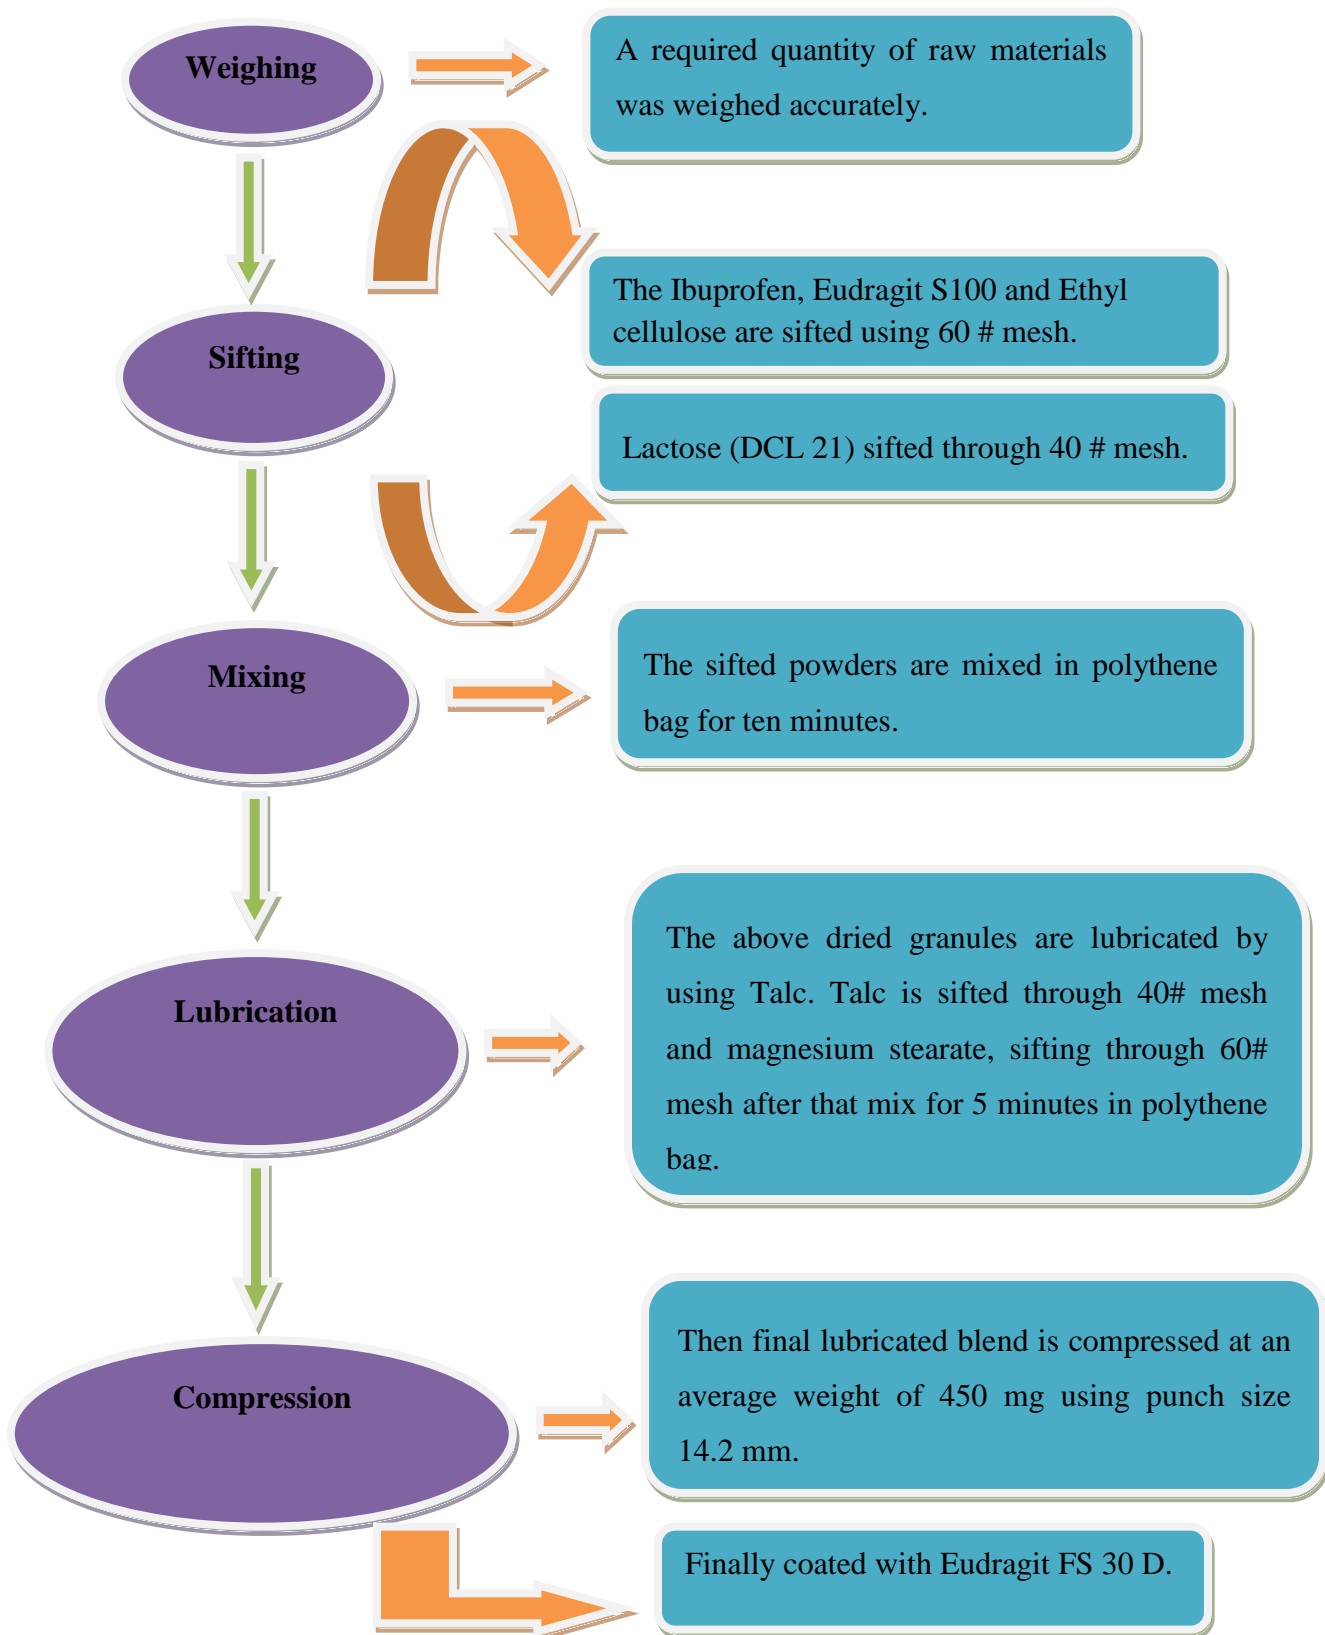 Weighing
A required quantity of raw materials
was weighed accurately.
The Ibuprofen, Eudragit S100 and Ethyl
cellulose are sifted using 60 # mesh.
Sifting
Lactose (DCL 21) sifted through 40 # mesh.
Mixing
The sifted powders are mixed in polythene
bag for ten minutes.
Lubrication
The above dried granules are lubricated by
using Talc. Talc is sifted through 40# mesh
and magnesium stearate, sifting through 60#
mesh after that mix for 5 minutes in polythene
bag.
Compression
Then final lubricated blend is compressed at an
average weight of 450 mg using punch size
14.2 mm.
Finally coated with Eudragit FS 30 D.